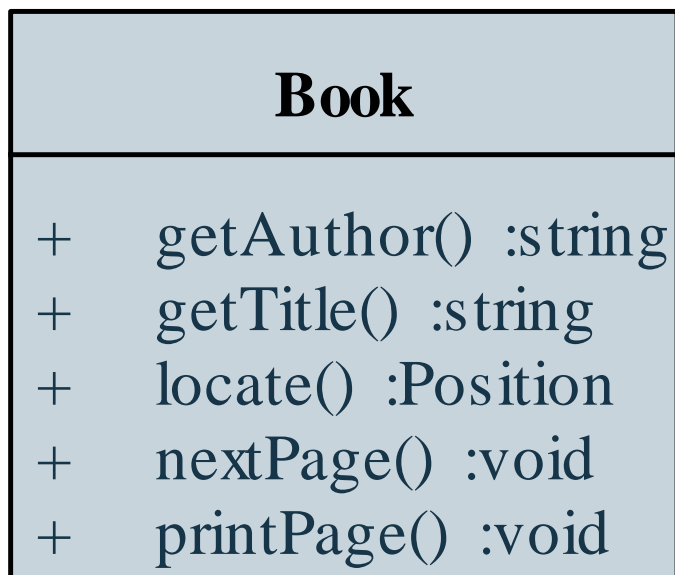 Book
+ getAuthor() :string
+ getTitle() :string
+ locate() :Position
+ nextPage() :void
+ printPage() :void